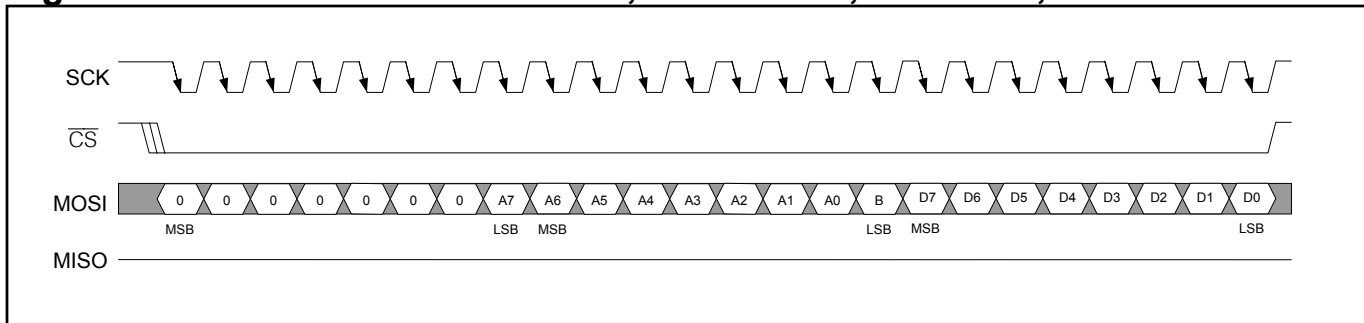 SCK
CS
MOSI 0 0 0 0 0 0 0 A7 A6 A5 A4 A3 A2 A1 A0 B D7 D6 D5 D4 D3 D2 D1 D0
MSB LSB MSB LSB MSB LSB
MISO